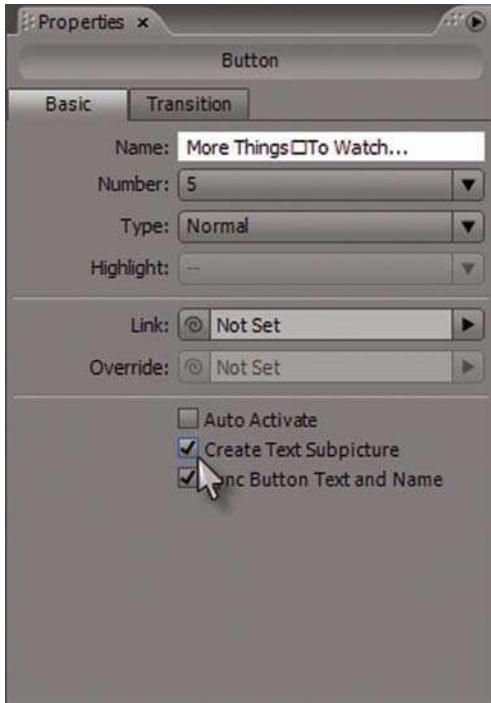 Properties ×
Button
Basic Transition
Name: More Things□To Watch...
Number: 5
Type: Normal
Highlight: --
Link: Not Set
Override: Not Set
Auto Activate
Create Text Subpicture
Button Text and Name